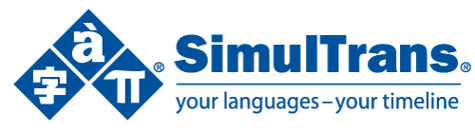 à
字 π ®
SimulTrans®
your languages–your timeline